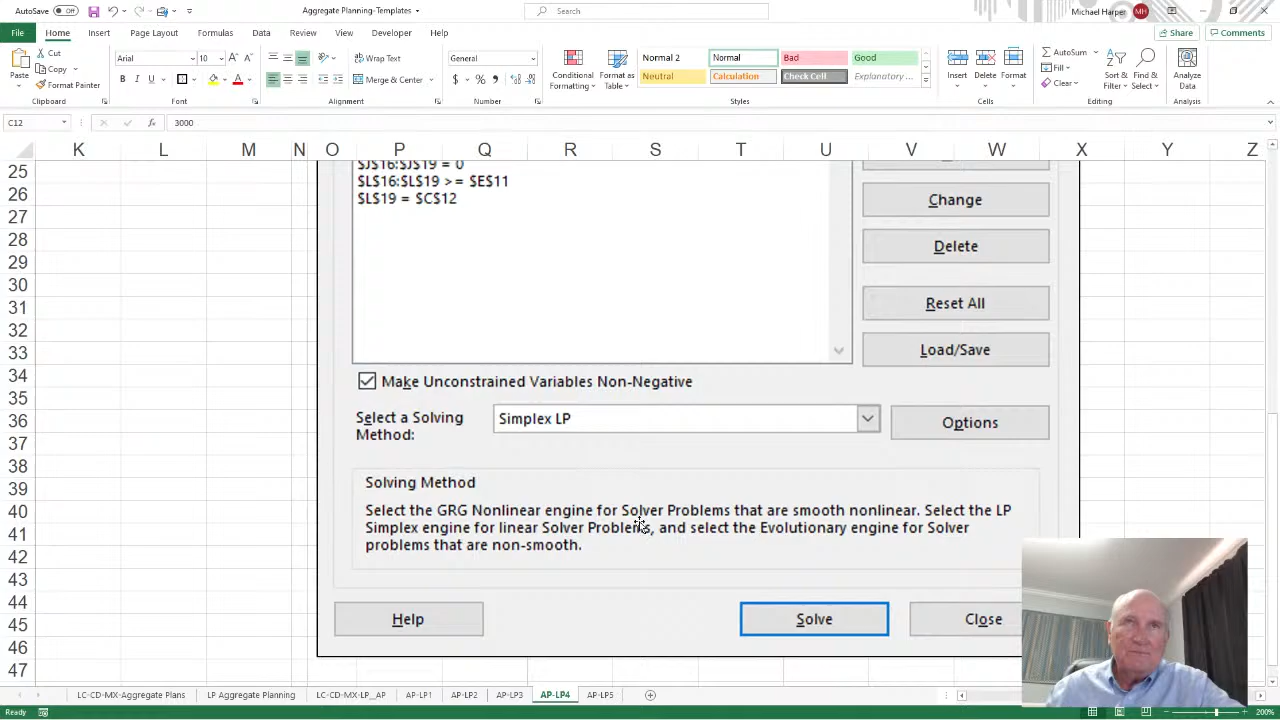 AutoSave Off
Aggregate Planning-Templates
Search
Michael Harper MH
File Home Insert Page Layout Formulas Data Review View Developer Help Share Comments
Paste
Cut
Copy
Format Painter
Clipboard
Arial 10
B I U
Font
Wrap Text
Merge & Center
Alignment
General
$ % ,
Number
Conditional Formatting
Format as Table
Normal 2 Normal Bad Good
Neutral Calculation Check Cell Explanatory ...
Styles
Insert Delete Format
Cells
AutoSum
Fill
Clear
Sort & Filter
Find & Select
Editing
Analyze Data
Analysis
C12 fx 3000
K L M N O P Q R S T U V W X Y Z
25
26
27
28
29
30
31
32
33
34
35
36
37
38
39
40
41
42
43
44
45
46
47
$J$16:$J$19 = 0
$L$16:$L$19 >= $E$11
$L$19 = $C$12
Change
Delete
Reset All
Load/Save
Make Unconstrained Variables Non-Negative
Select a Solving
Method:
Simplex LP
Options
Solving Method
Select the GRG Nonlinear engine for Solver Problems that are smooth nonlinear. Select the LP
Simplex engine for linear Solver Problems, and select the Evolutionary engine for Solver
problems that are non-smooth.
Help Solve Close
LC-CD-MX-Aggregate Plans LP Aggregate Planning LC-CD-MX-LP__AP AP-LP1 AP-LP2 AP-LP3 AP-LP4 AP-LP5
Ready 200%